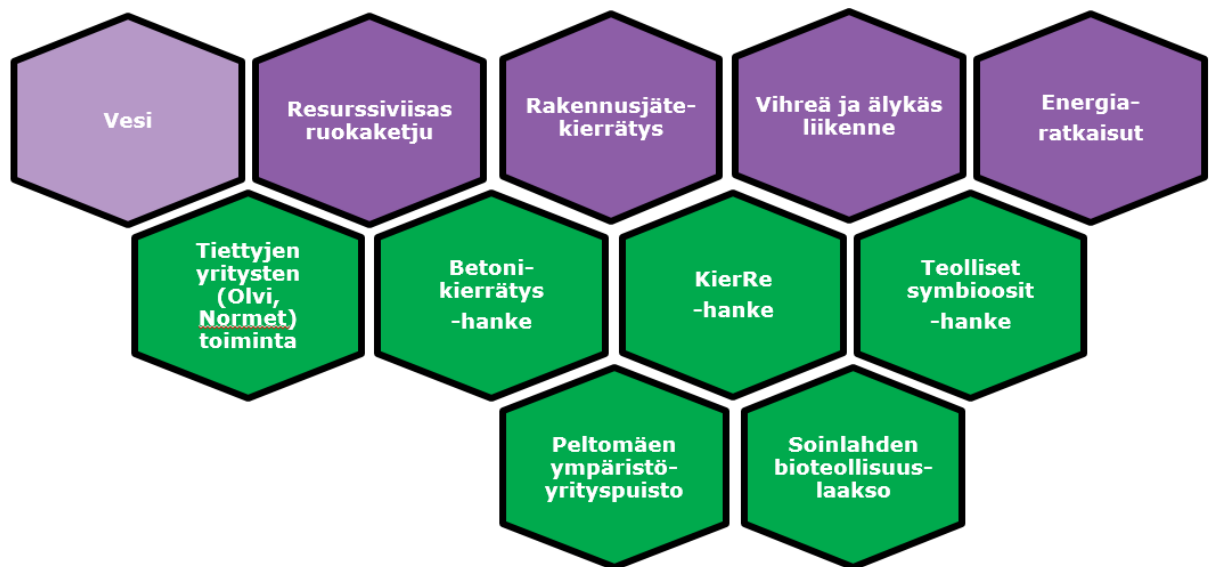 Vesi
Resurssiviisas
ruokaketju
Rakennusjäte-
kierrätys
Vihreä ja älykäs
liikenne
Energia-
ratkaisut
Tiettyjen
yritysten
(Olvi,
Normet)
toiminta
Betoni-
kierrätys
-hanke
KierRe
-hanke
Teolliset
symbioosit
-hanke
Peltomäen
ympäristö-
yrityspuisto
Soinlahden
bioteollisuus-
laakso